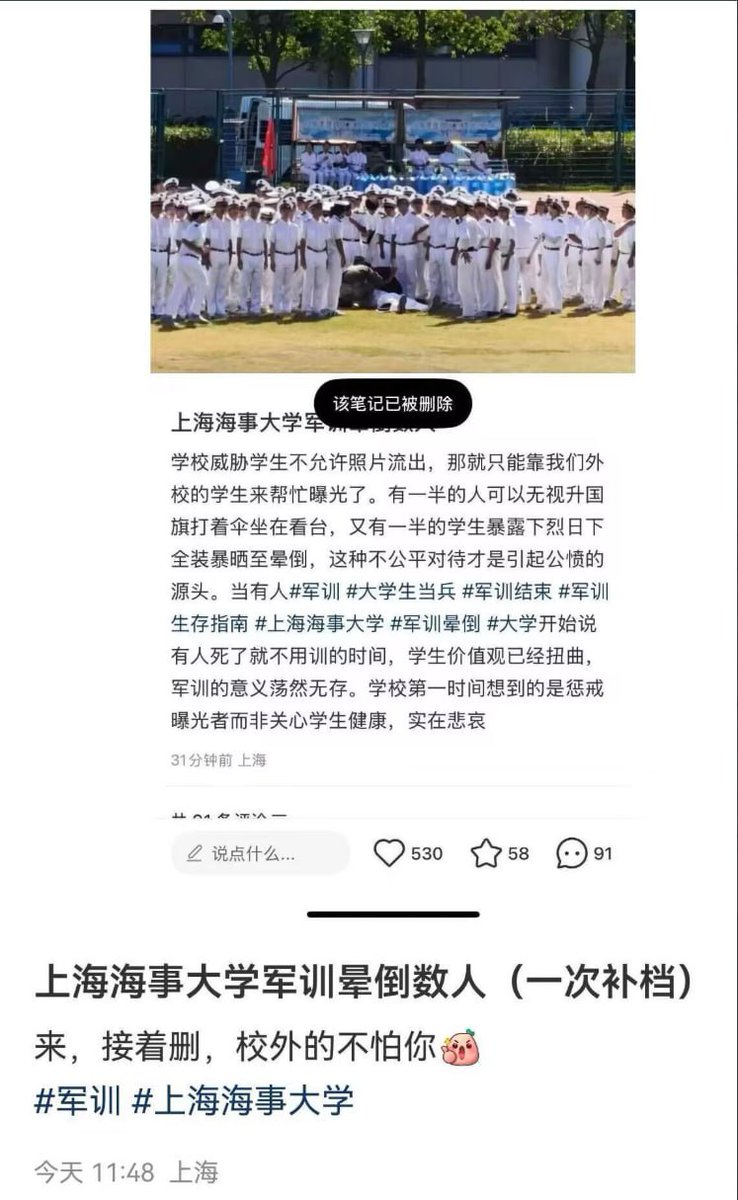 该笔记已被删除
上海海事大学军训晕倒数人
学校威胁学生不允许照片流出，那就只能靠我们外
校的学生来帮忙曝光了。有一半的人可以无视升国
旗打着伞坐在看台，又有一半的学生暴露下烈日下
全装暴晒至晕倒，这种不公平对待才是引起公愤的
源头。当有人#军训 #大学生当兵 #军训结束 #军训
生存指南 #上海海事大学 #军训晕倒 #大学开始说
有人死了就不用训的时间，学生价值观已经扭曲，
军训的意义荡然无存。学校第一时间想到的是惩戒
曝光者而非关心学生健康，实在悲哀
31分钟前 上海
说点什么... 530 58 91
上海海事大学军训晕倒数人（一次补档）
来，接着删，校外的不怕你
#军训 #上海海事大学
今天 11:48 上海